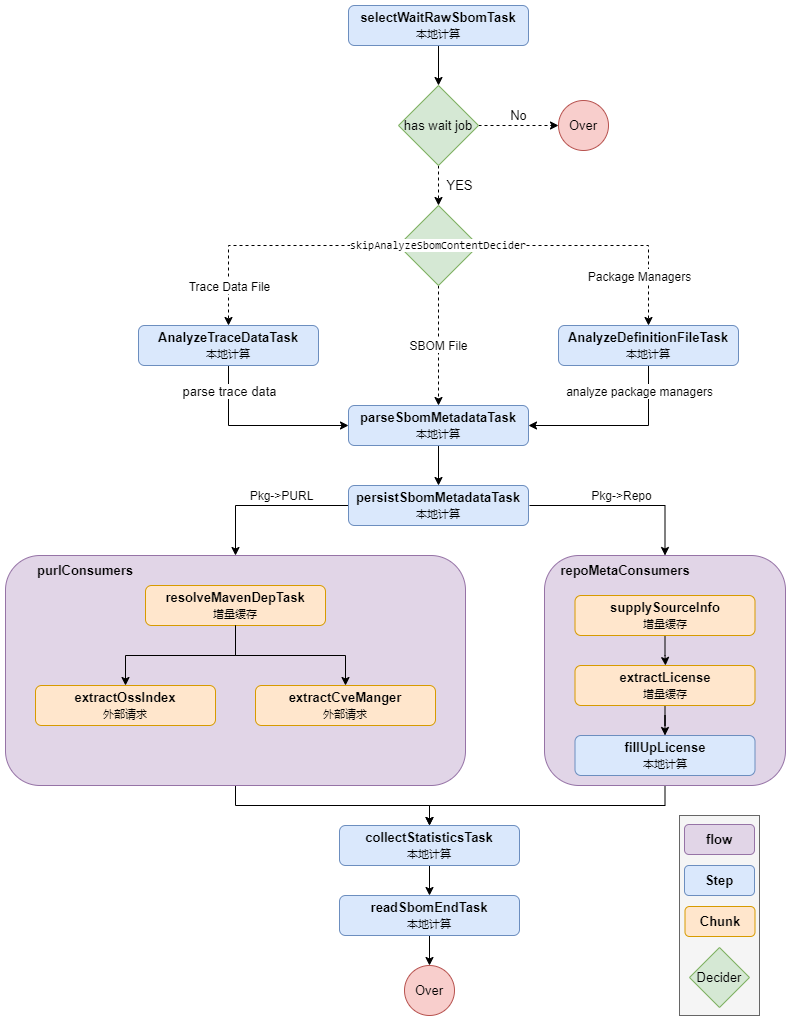 selectWaitRawSbomTask
本地计算
has wait job
No
Over
YES
skipAnalyzeSbomContentDecider
Trace Data File
Package Managers
AnalyzeTraceDataTask
本地计算
SBOM File
AnalyzeDefinitionFileTask
本地计算
parse trace data
analyze package managers
parseSbomMetadataTask
本地计算
persistSbomMetadataTask
本地计算
Pkg->PURL
Pkg->Repo
purlConsumers
resolveMavenDepTask
增量缓存
extractOssIndex
外部请求
extractCveManger
外部请求
repoMetaConsumers
supplySourceInfo
增量缓存
extractLicense
增量缓存
fillUpLicense
本地计算
collectStatisticsTask
本地计算
readSbomEndTask
本地计算
Over
flow
Step
Chunk
Decider